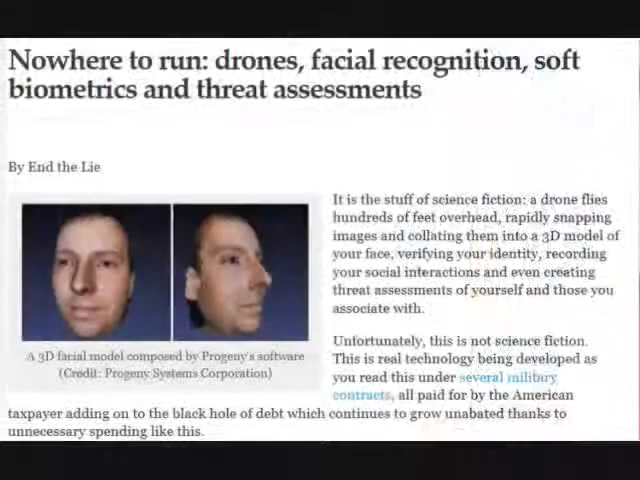 Nowhere to run: drones, facial recognition, soft
biometrics and threat assessments
By End the Lie
A 3D facial model composed by Progeny's software
(Credit: Progeny Systems Corporation)
It is the stuff of science fiction: a drone flies
hundreds of feet overhead, rapidly snapping
images and collating them into a 3D model of
your face, verifying your identity, recording
your social interactions and even creating
threat assessments of yourself and those you
associate with.
Unfortunately, this is not science fiction.
This is real technology being developed as
you read this under several military
contracts, all paid for by the American
taxpayer adding on to the black hole of debt which continues to grow unabated thanks to
unnecessary spending like this.